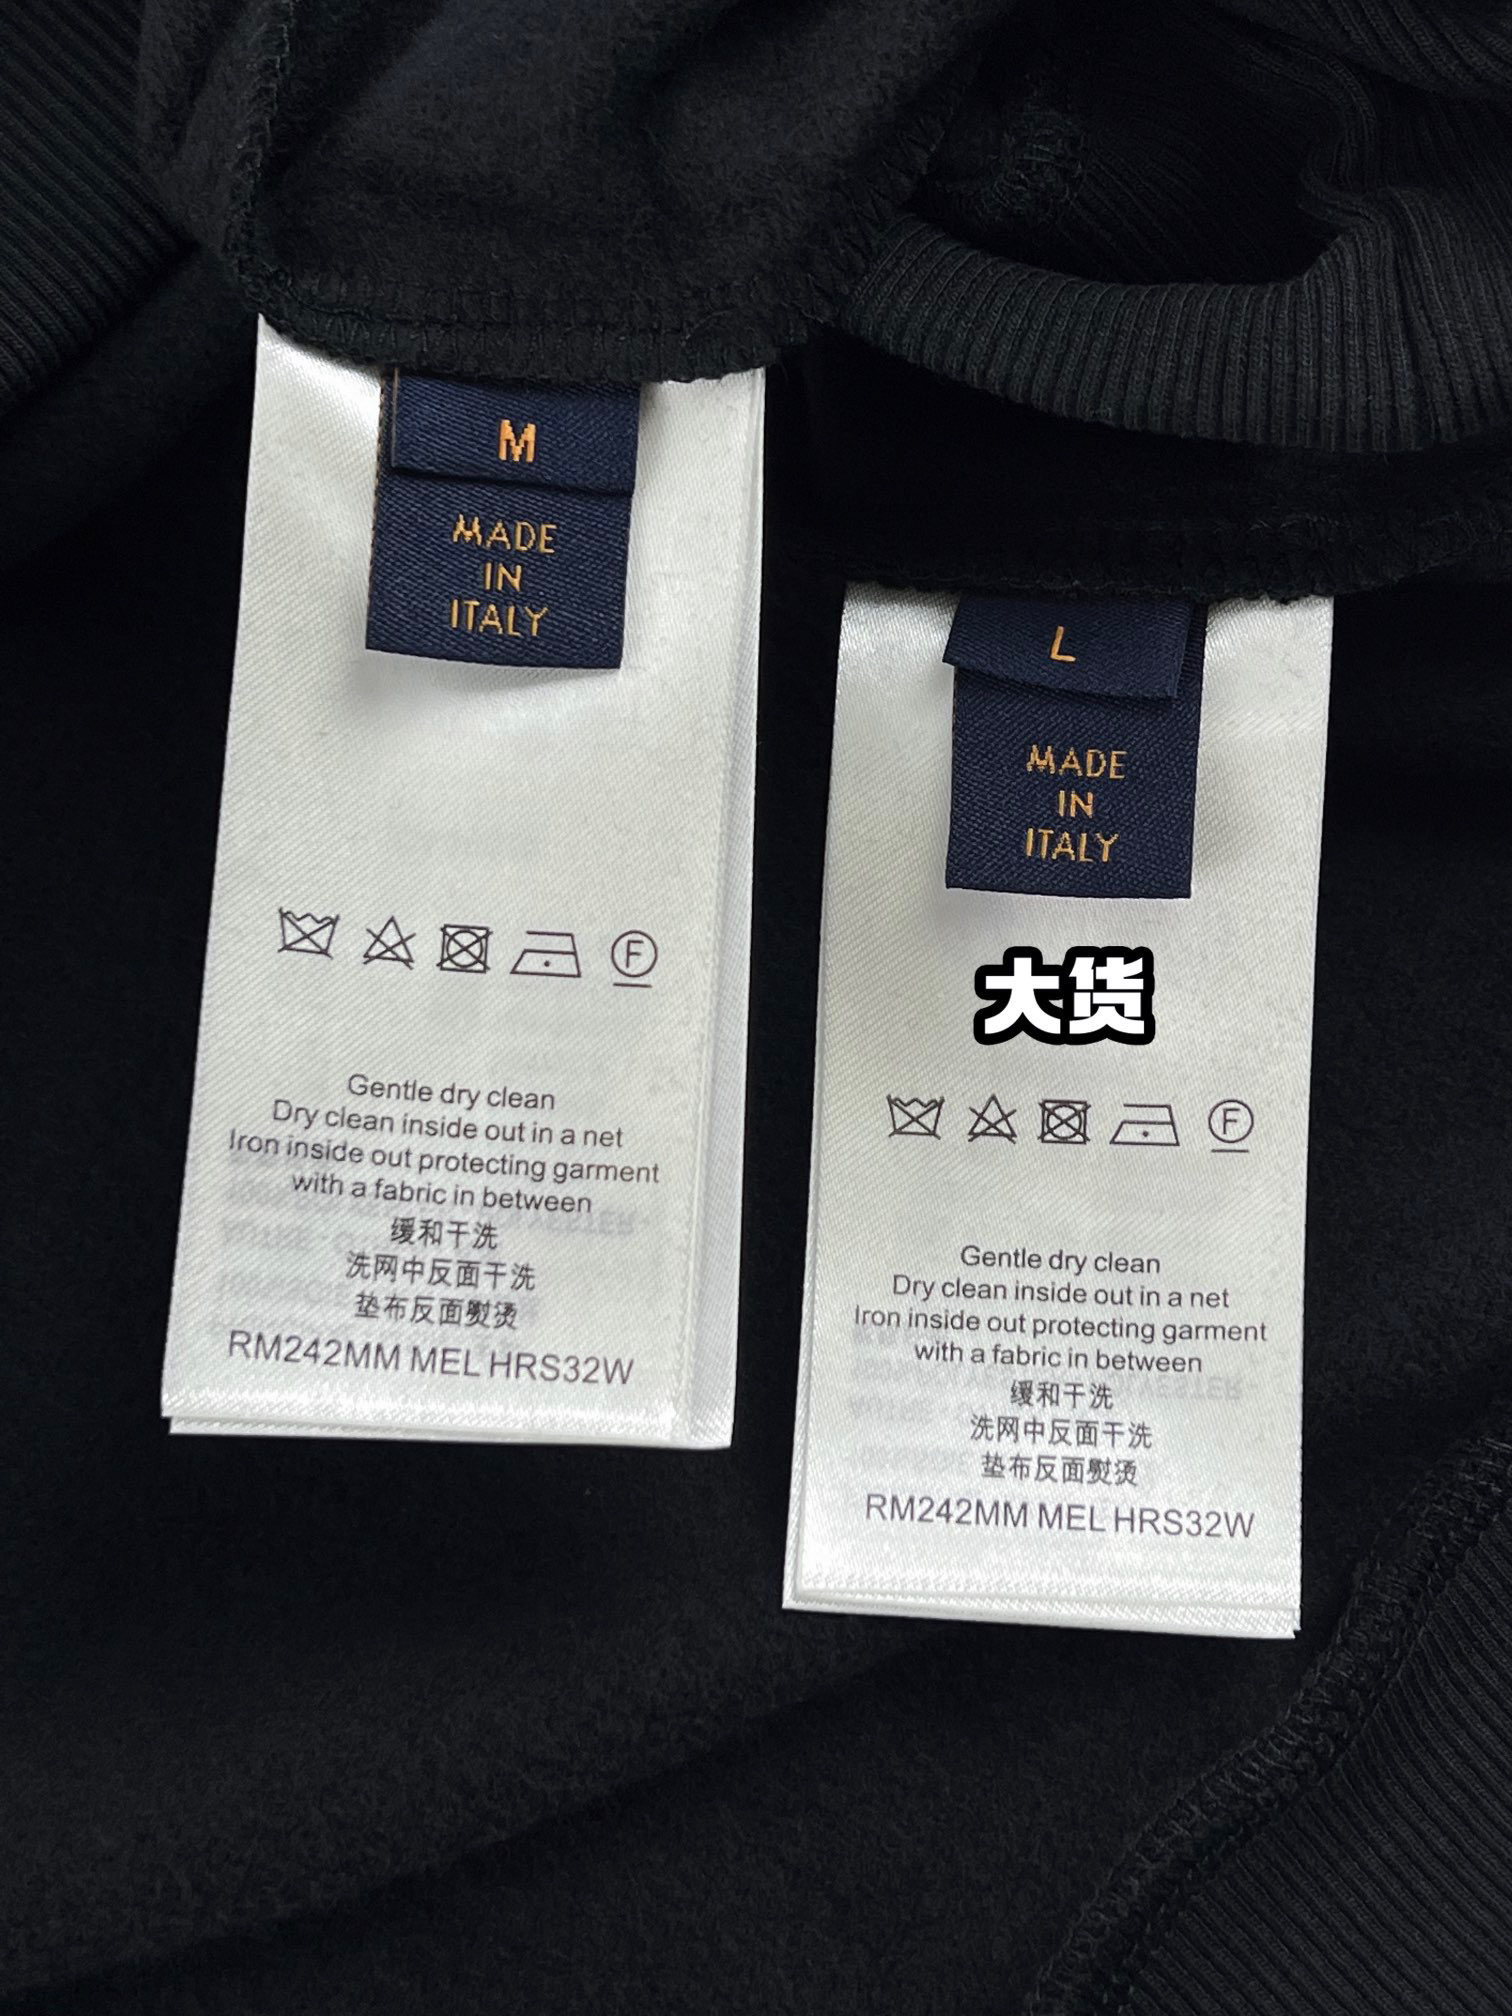 M
MADE
IN
ITALY
F
Gentle dry clean
Dry clean inside out in a net
Iron inside out protecting garment
with a fabric in between
缓和干洗
洗网中反面干洗
垫布反面熨烫
RM242MM MEL HRS32W
L
MADE
IN
ITALY
大货
F
Gentle dry clean
Dry clean inside out in a net
Iron inside out protecting garment
with a fabric in between
缓和干洗
洗网中反面干洗
垫布反面熨烫
RM242MM MEL HRS32W